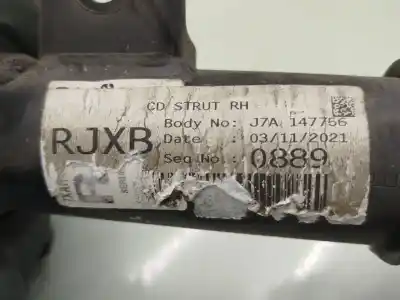 CD STRUT RH
Body No: J7A 147756
RJXB Date : 03/11/2021
Seq No: 0889